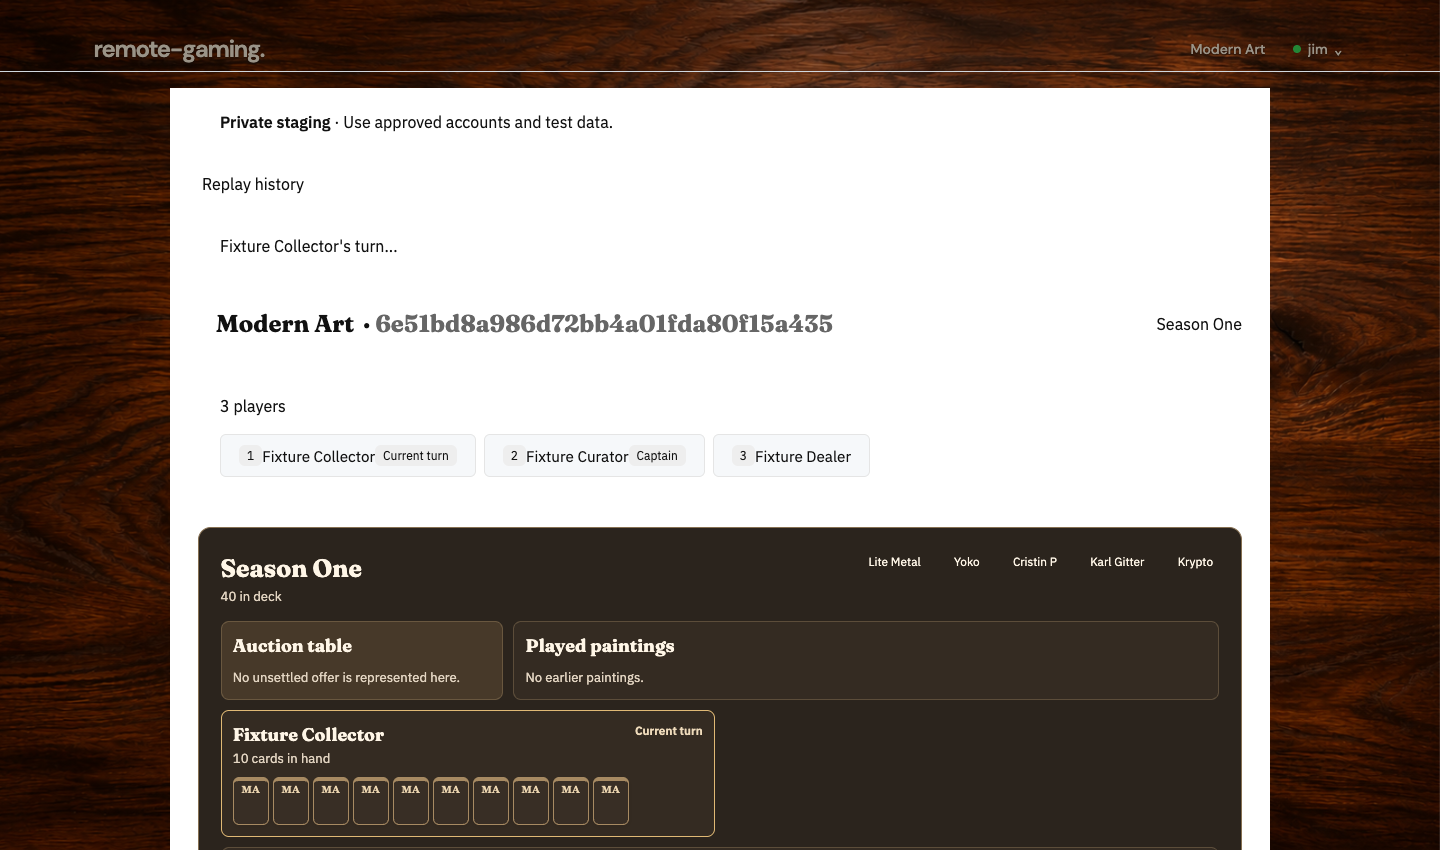 remote-gaming.
Modern Art
jim
Private staging · Use approved accounts and test data.
Replay history
Fixture Collector's turn...
Modern Art · 6e51bd8a986d72bb4a01fda80f15a435
Season One
3 players
1 Fixture Collector Current turn
2 Fixture Curator Captain
3 Fixture Dealer
Season One
40 in deck
Lite Metal Yoko Cristin P Karl Gitter Krypto
Auction table
No unsettled offer is represented here.
Played paintings
No earlier paintings.
Fixture Collector
Current turn
10 cards in hand
MA MA MA MA MA MA MA MA MA MA